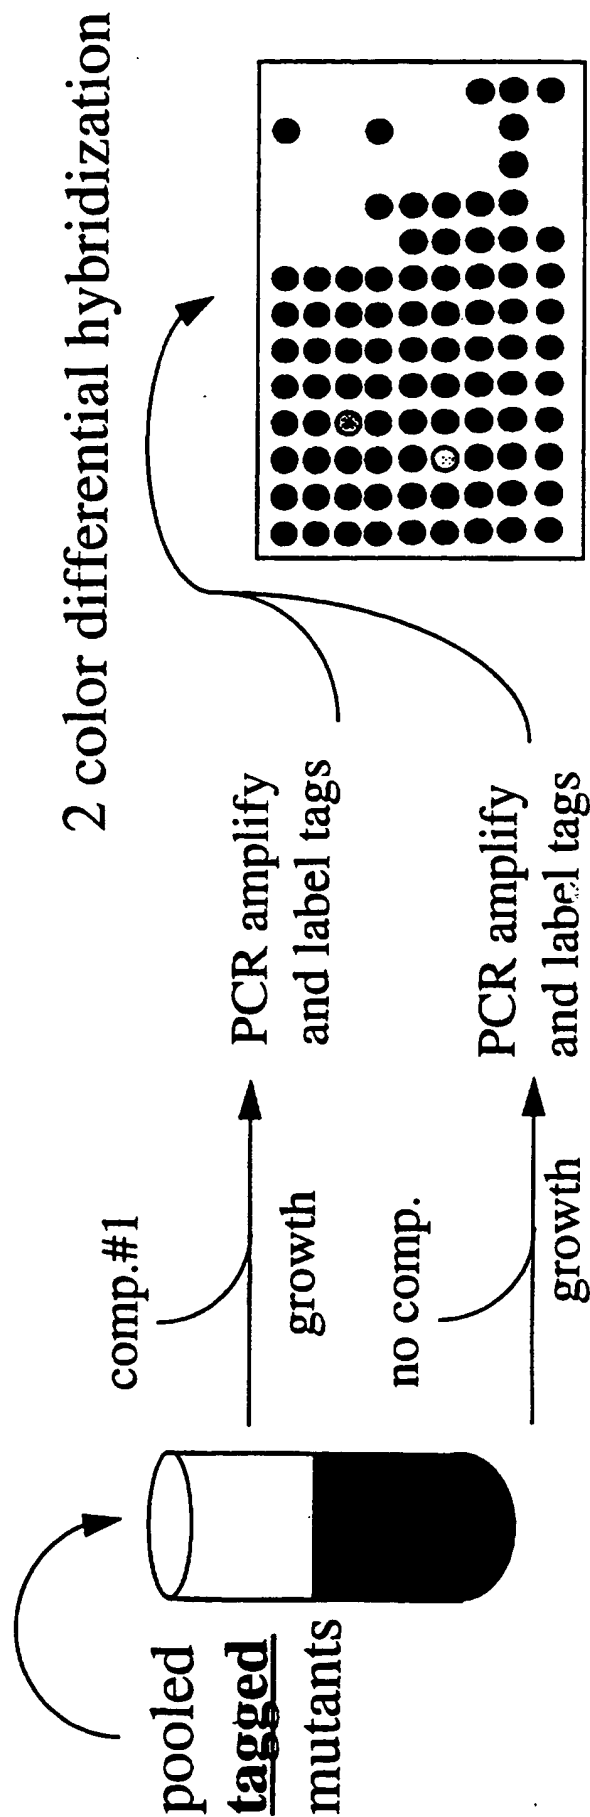 pooled
tagged
mutants
comp.#1
growth
PCR amplify
and label tags
no comp.
growth
PCR amplify
and label tags
2 color differential hybridization